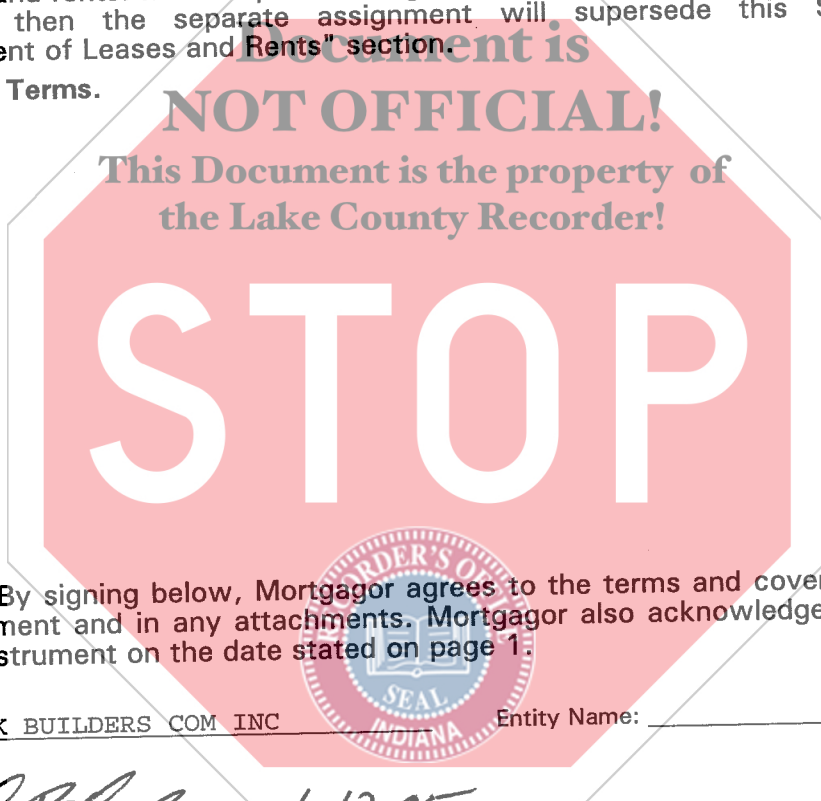 then the separate assignment will supersede this
ent of Leases and Rents" section.
Document is
Terms.
NOT OFFICIAL!
This Document is the property of
the Lake County Recorder!
STOP
RECORDER'S OFFICE
By signing below, Mortgagor agrees to the terms and
ment and in any attachments. Mortgagor also acknowledge
strument on the date stated on page 1.
SEAL
INDIANA
K BUILDERS COM INC Entity Name: